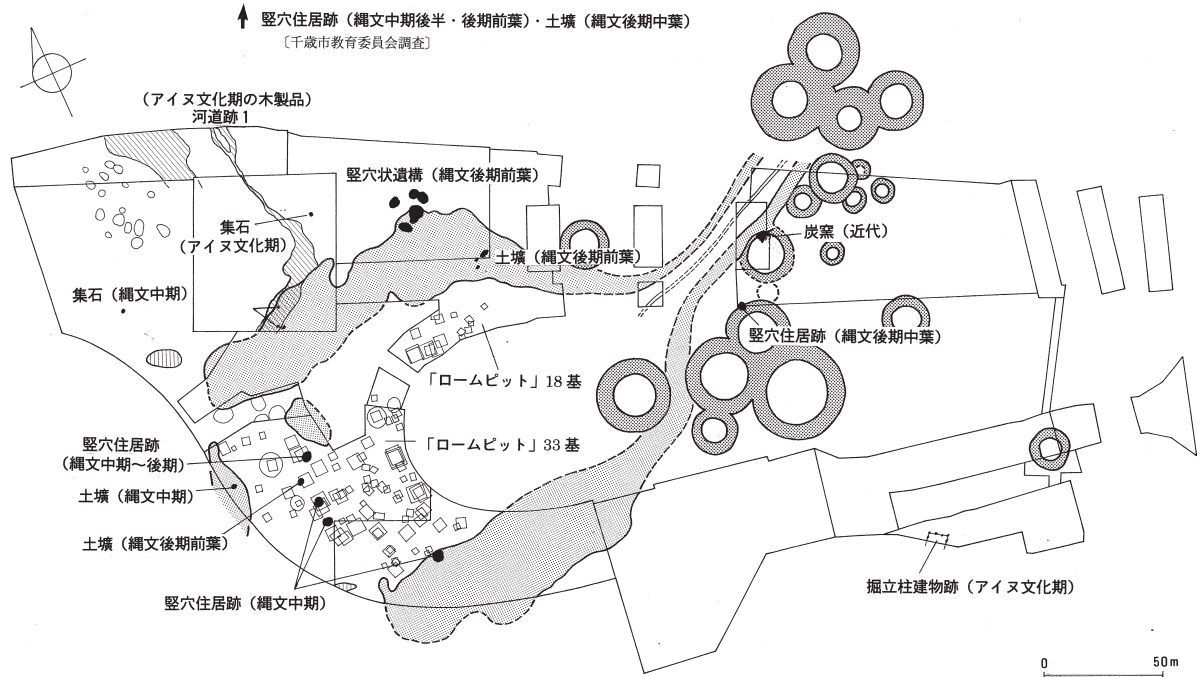 竪穴住居跡（縄文中期後半・後期前葉）・土壙（縄文後期中葉）
〔千歳市教育委員会調査〕
（アイヌ文化期の木製品）
河道跡1
竪穴状遺構（縄文後期前葉）
集石
（アイヌ文化期）
土壙（縄文後期前葉）
炭窯（近代）
集石（縄文中期）
竪穴住居跡（縄文後期中葉）
「ロームピット」18基
「ロームピット」33基
竪穴住居跡
（縄文中期～後期）
土壙（縄文中期）
土壙（縄文後期前葉）
竪穴住居跡（縄文中期）
掘立柱建物跡（アイヌ文化期）
0 50m